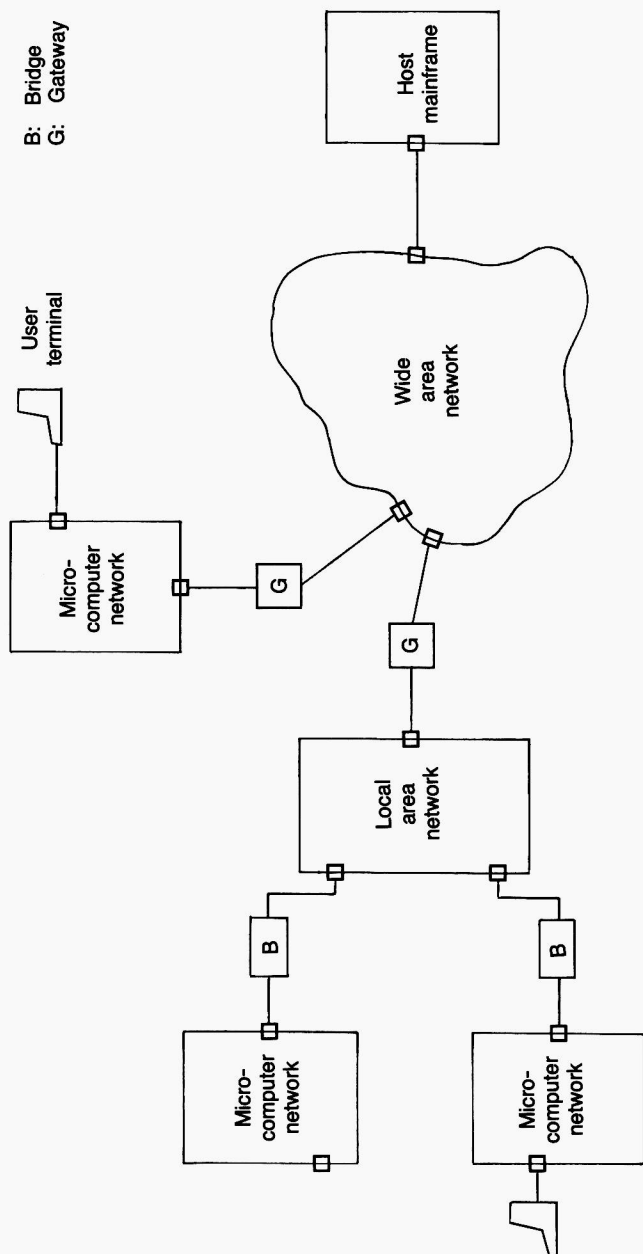 B: Bridge
G: Gateway
User
terminal
Micro-
computer
network
G
Micro-
computer
network
B
Local
area
network
G
Wide
area
network
Host
mainframe
Micro-
computer
network
B